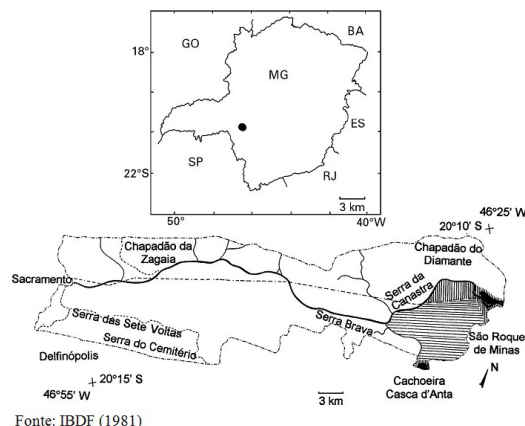 GO
BA
18°
MG
ES
SP
22°S
RJ
3 km
50°
40°W
46°25' W
20°10' S
Chapadão da
Zagaia
Chapadão do
Diamante
Sacramento
Serra da
Canastra
Serra das Sete Voltas
Serra Brava
São Roque
de Minas
Serra do Cemitério
Delfinópolis
20°15' S
46°55' W
3 km
N
Cachoeira
Casca d'Anta
Fonte: IBDF (1981)